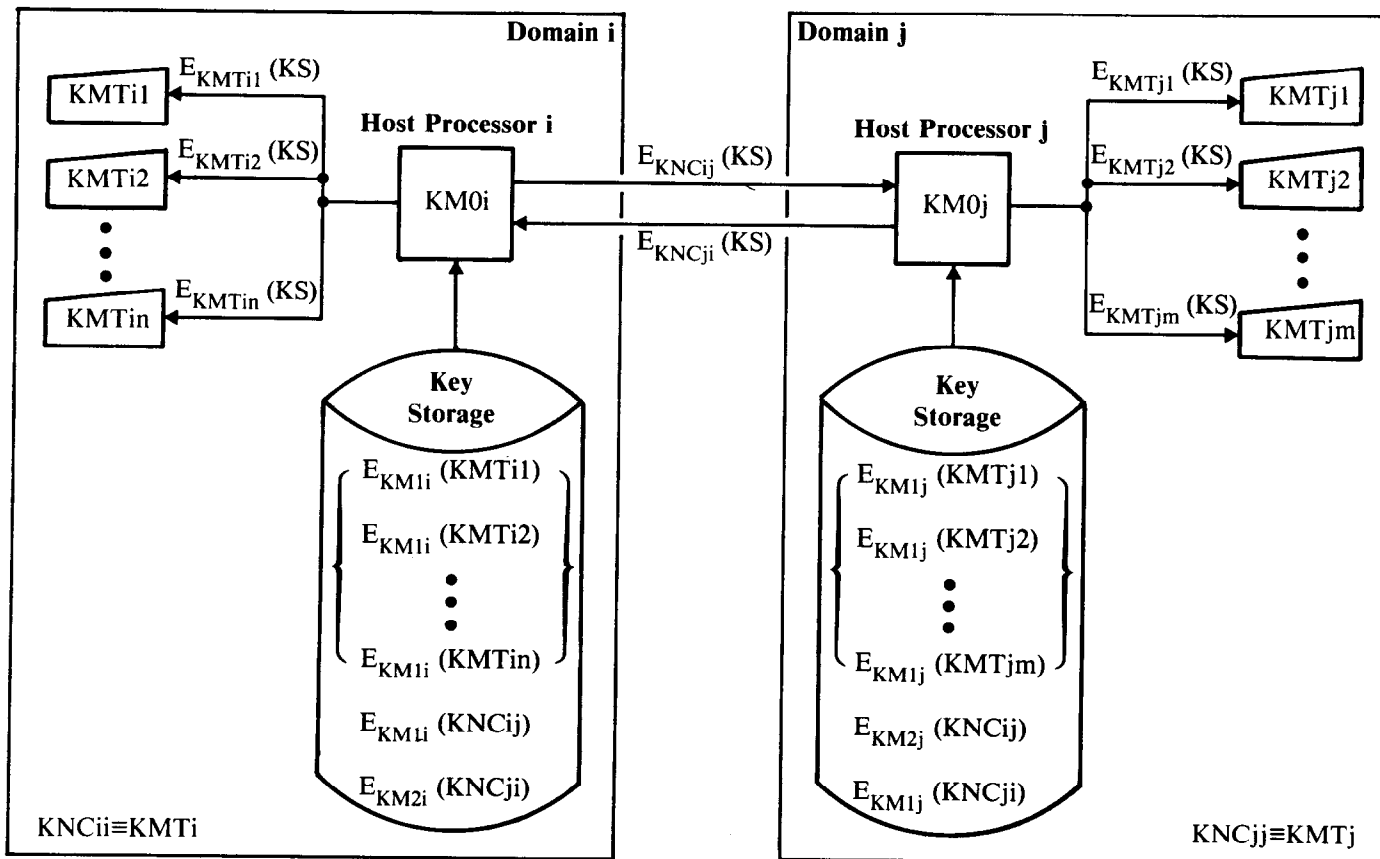 Domain i
E_KMTi1 (KS)
KMTi1
Host Processor i
E_KMTi2 (KS)
KMTi2
KM0i
E_KMTin (KS)
KMTin
Key
Storage
E_KM1i (KMTi1)
E_KM1i (KMTi2)
E_KM1i (KMTin)
E_KM1i (KNCij)
E_KM2i (KNCji)
KNCii≡KMTi
E_KNCij (KS)
E_KNCji (KS)
Domain j
E_KMTj1 (KS)
KMTj1
Host Processor j
E_KMTj2 (KS)
KMTj2
KM0j
E_KMTjm (KS)
KMTjm
Key
Storage
E_KM1j (KMTj1)
E_KM1j (KMTj2)
E_KM1j (KMTjm)
E_KM2j (KNCij)
E_KM1j (KNCji)
KNCjj≡KMTj